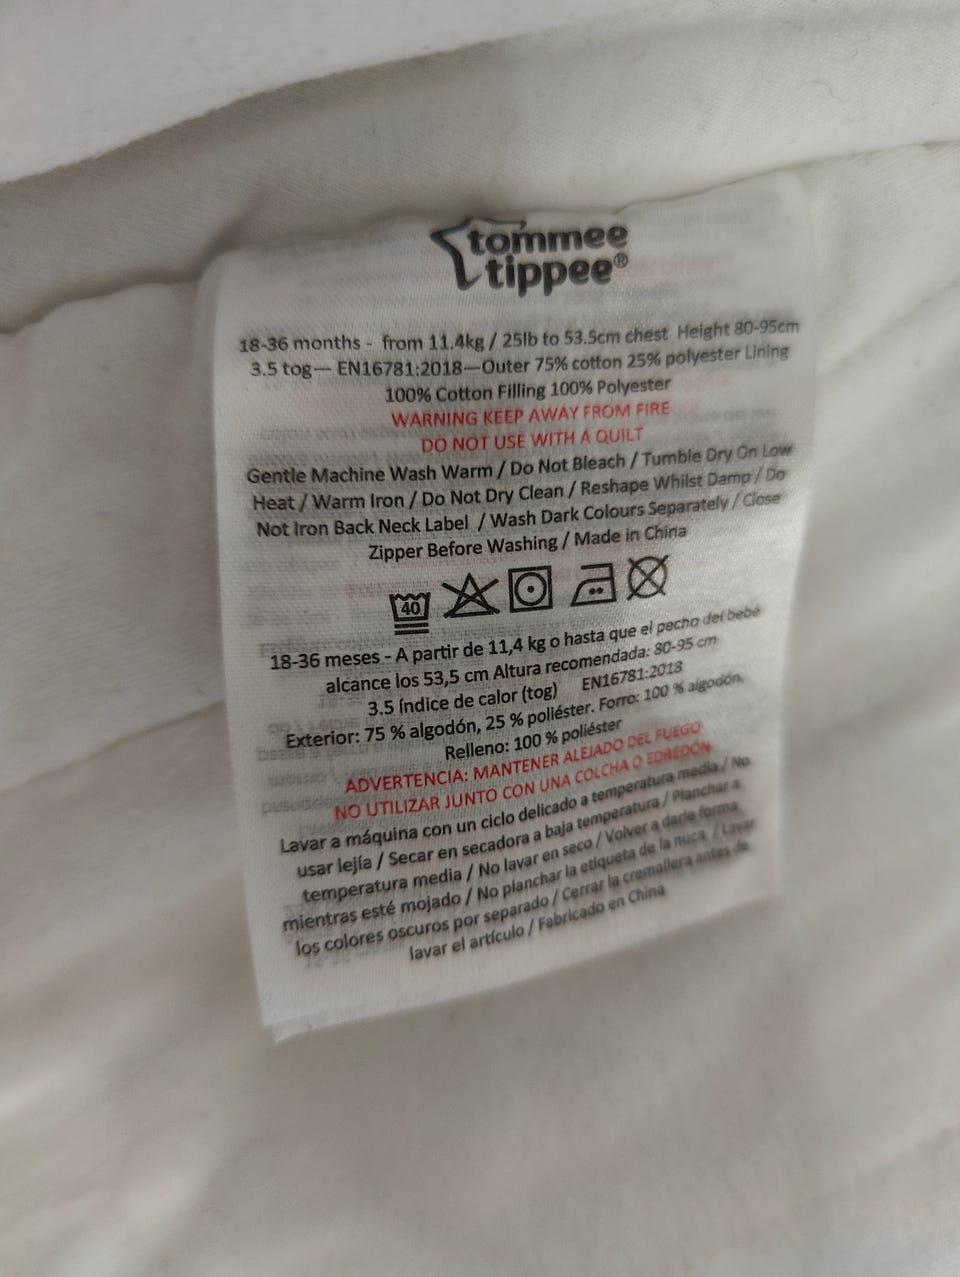 tommee
tippee®
18-36 months - from 11.4kg / 25lb to 53.5cm chest Height 80-95cm
3.5 tog— EN16781:2018—Outer 75% cotton 25% polyester Lining
100% Cotton Filling 100% Polyester
WARNING KEEP AWAY FROM FIRE
DO NOT USE WITH A QUILT
Gentle Machine Wash Warm / Do Not Bleach / Tumble Dry On Low
Heat / Warm Iron / Do Not Dry Clean / Reshape Whilst Damp / Do
Not Iron Back Neck Label / Wash Dark Colours Separately / Close
Zipper Before Washing / Made in China
40
18-36 meses - A partir de 11,4 kg o hasta que el pecho del bebé
alcance los 53,5 cm Altura recomendada: 80-95 cm
3.5 índice de calor (tog) EN16781:2018
Exterior: 75 % algodón, 25 % poliéster. Forro: 100 % algodón.
Relleno: 100 % poliéster
ADVERTENCIA: MANTENER ALEJADO DEL FUEGO
NO UTILIZAR JUNTO CON UNA COLCHA O EDREDÓN
Lavar a máquina con un ciclo delicado a temperatura media / No
usar lejía / Secar en secadora a baja temperatura / Planchar a
temperatura media / No lavar en seco / Volver a darle forma
mientras esté mojado / No planchar la etiqueta de la nuca / Lavar
los colores oscuros por separado / Cerrar la cremallera antes de
lavar el artículo / Fabricado en China